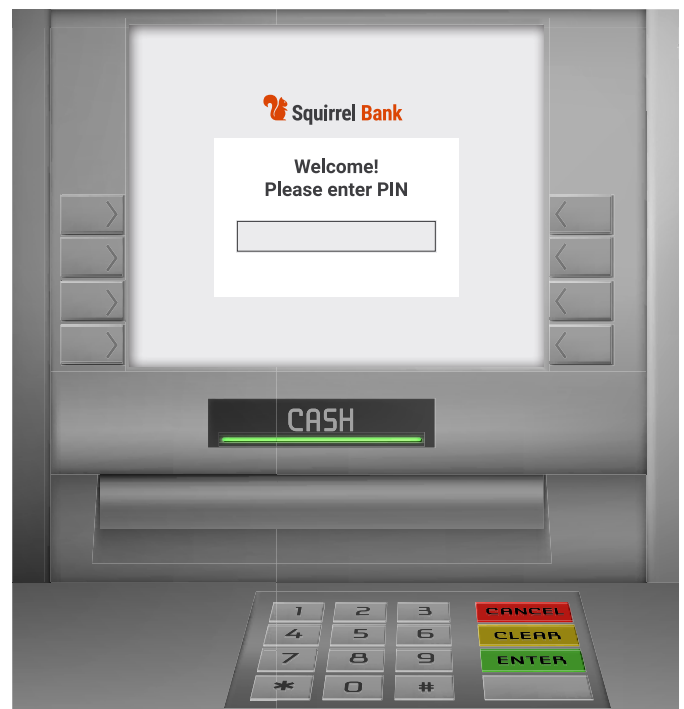 Squirrel Bank
Welcome!
Please enter PIN
CASH
1 2 3 CANCEL
4 5 6 CLEAR
7 8 9 ENTER
* 0 #